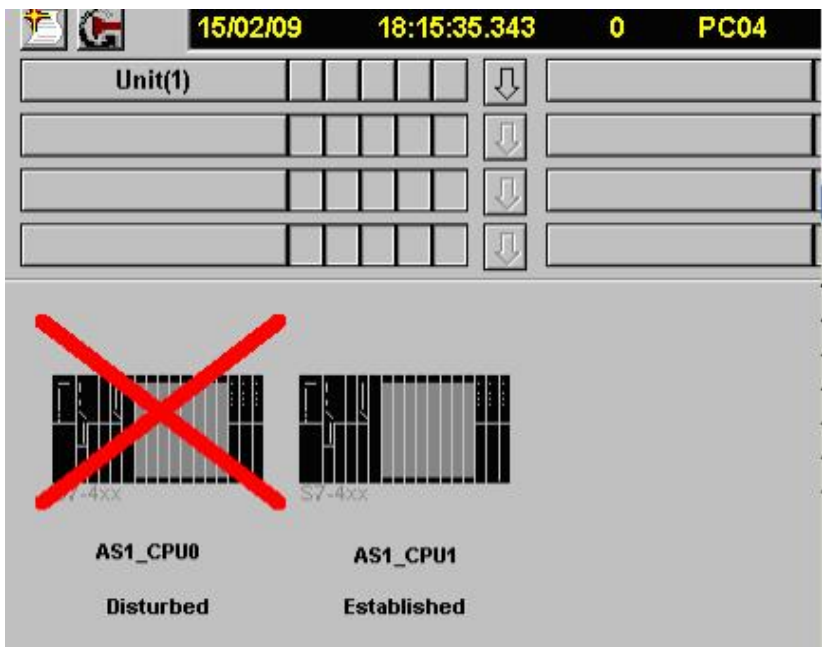 15/02/09 18:15:35.343 0 PC04
Unit(1)
S7-4xx S7-4xx
AS1_CPU0 AS1_CPU1
Disturbed Established